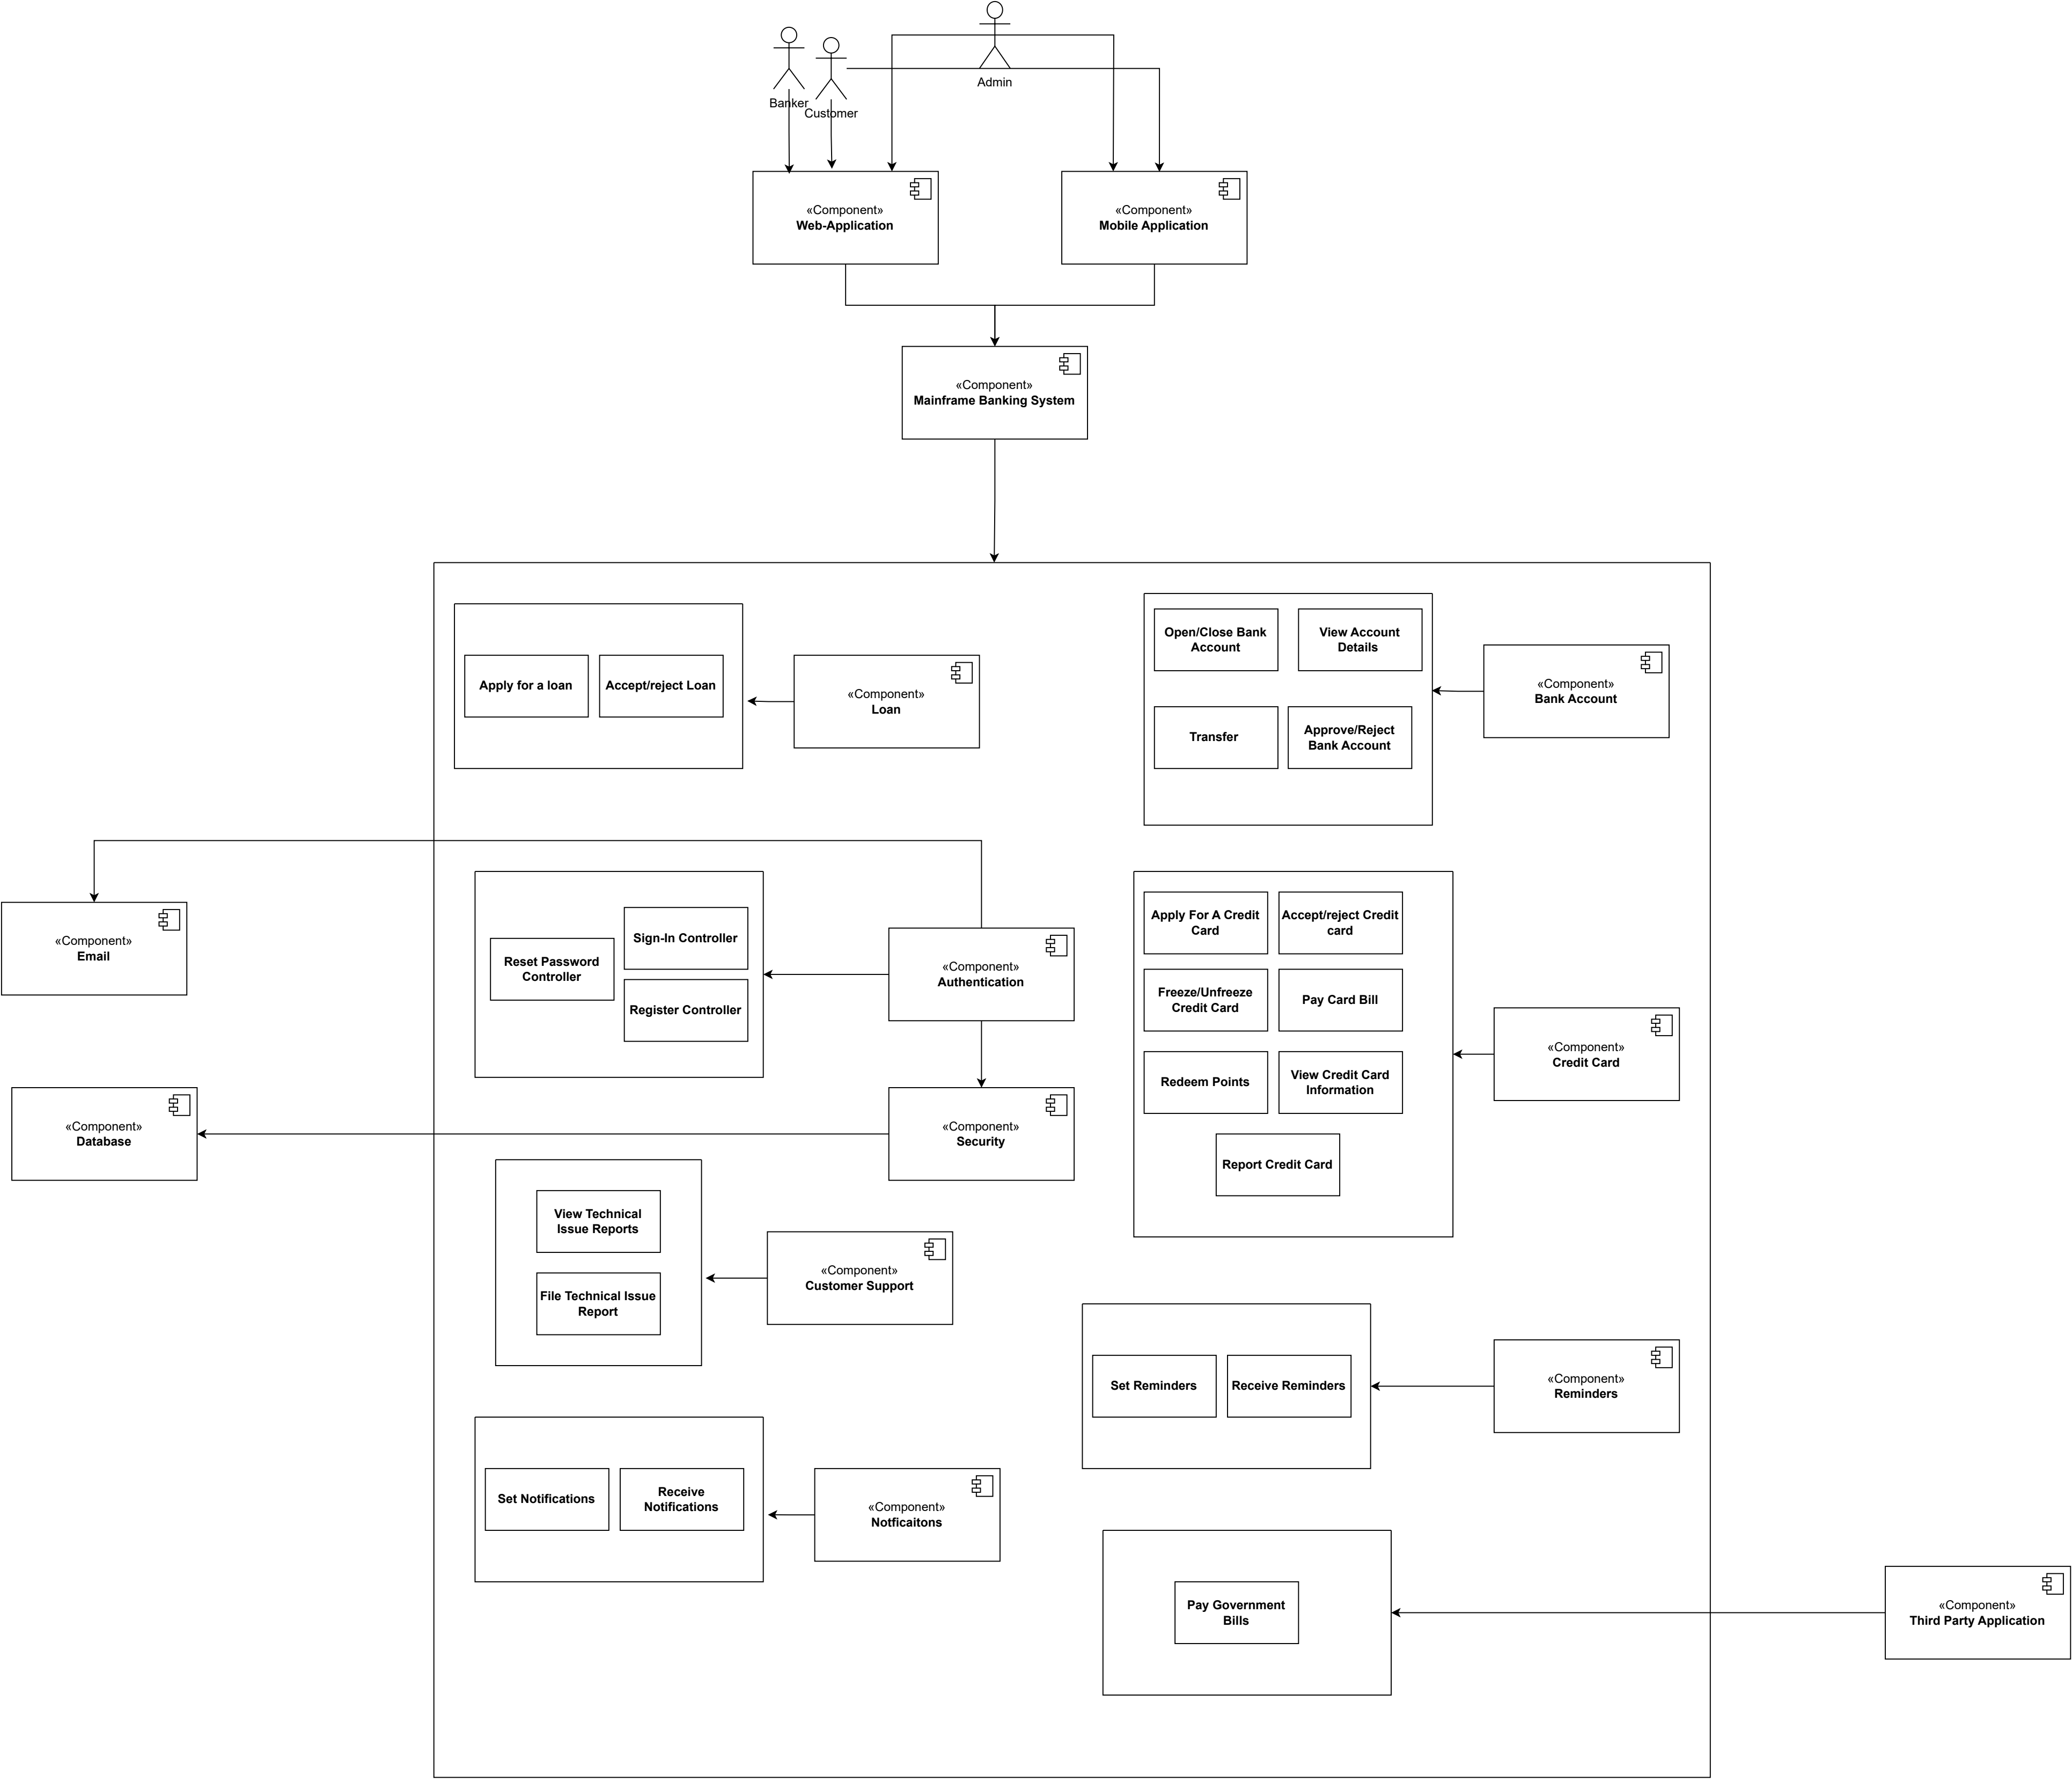 Admin
Banker
Customer
«Component»
Web-Application
«Component»
Mobile Application
«Component»
Mainframe Banking System
Apply for a loan
Accept/reject Loan
«Component»
Loan
Open/Close Bank
Account
View Account
Details
Transfer
Approve/Reject
Bank Account
«Component»
Bank Account
«Component»
Email
Reset Password
Controller
Sign-In Controller
Register Controller
«Component»
Authentication
Apply For A Credit
Card
Accept/reject Credit
card
Freeze/Unfreeze
Credit Card
Pay Card Bill
Redeem Points
View Credit Card
Information
Report Credit Card
«Component»
Credit Card
«Component»
Database
«Component»
Security
View Technical
Issue Reports
File Technical Issue
Report
«Component»
Customer Support
Set Reminders
Receive Reminders
«Component»
Reminders
Set Notifications
Receive
Notifications
«Component»
Notficaitons
Pay Government
Bills
«Component»
Third Party Application